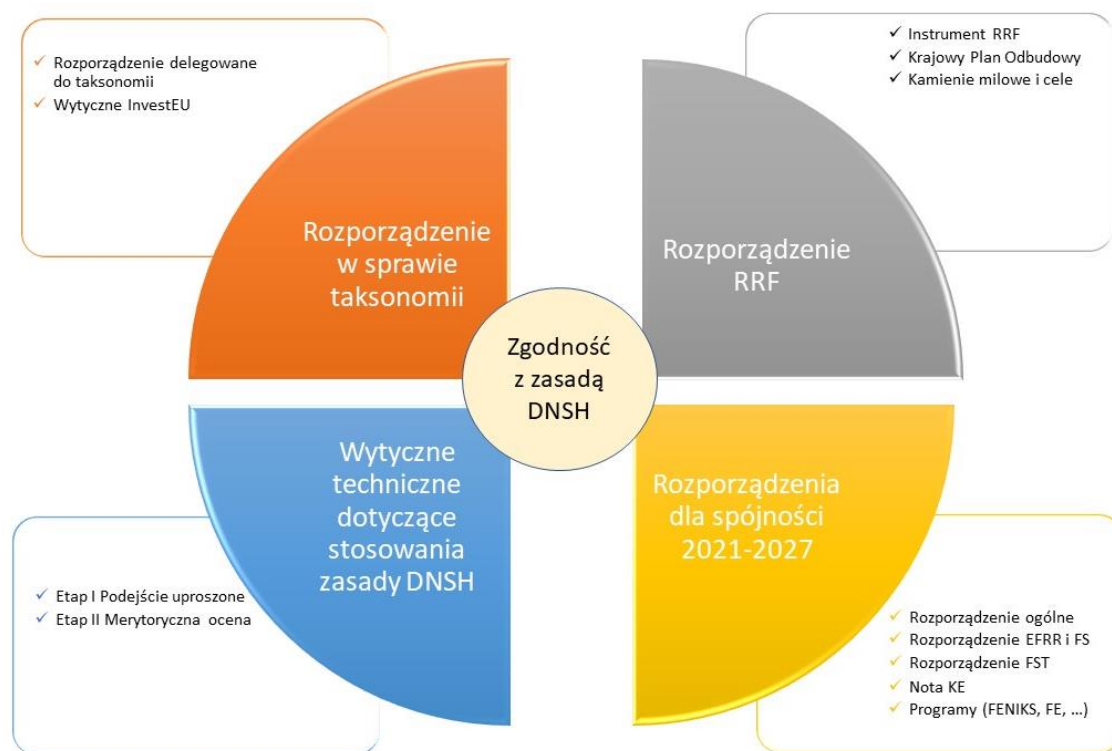 Rozporządzenie delegowane
do taksonomii
Wytyczne InvestEU
Instrument RRF
Krajowy Plan Odbudowy
Kamienie milowe i cele
Rozporządzenie
w sprawie
taksonomii
Rozporządzenie
RRF
Zgodność
z zasadą
DNSH
Wytyczne
techniczne
dotyczące
stosowania
zasady DNSH
Rozporządzenia
dla spójności
2021-2027
Etap I Podejście uproszone
Etap II Merytoryczna ocena
Rozporządzenie ogólne
Rozporządzenie EFRR i FS
Rozporządzenie FST
Nota KE
Programy (FENIKS, FE, ...)